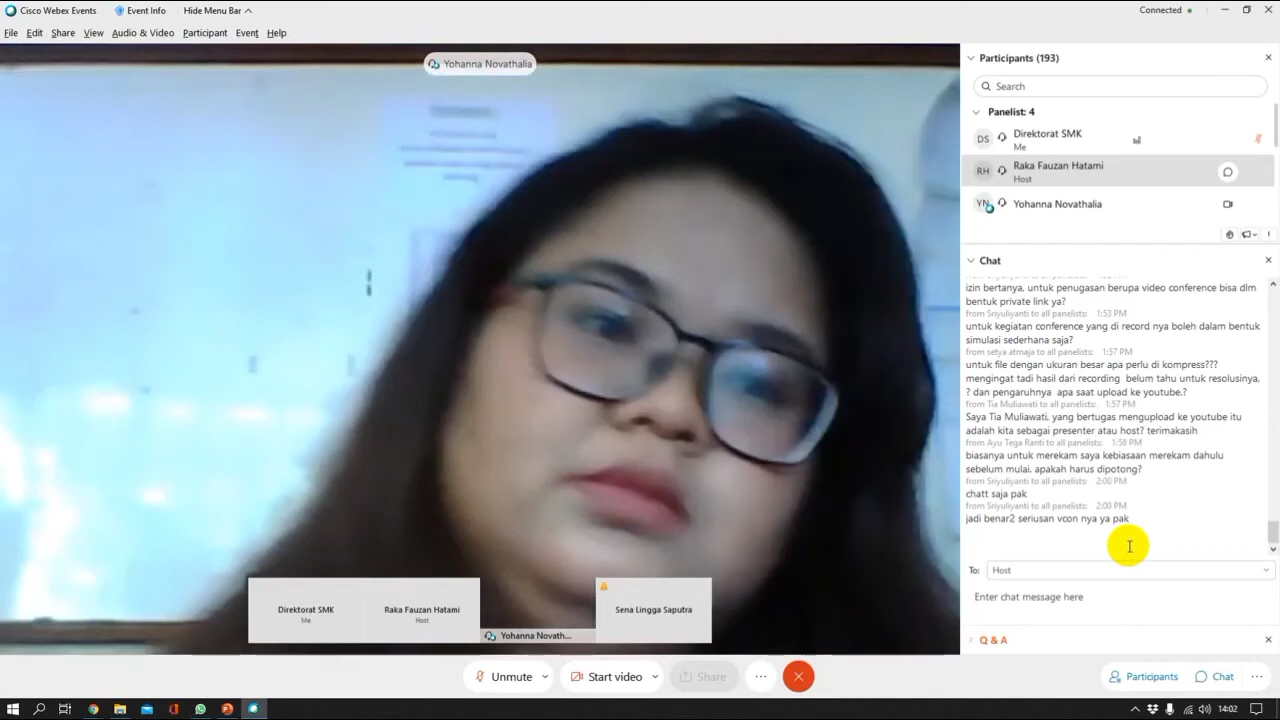 Cisco Webex Events
Event Info
Hide Menu Bar
Connected
File Edit Share View Audio & Video Participant Event Help
Yohanna Novathalia
Participants (193)
Search
Panelist: 4
DS
Direktorat SMK
Me
RH
Raka Fauzan Hatami
Host
YN
Yohanna Novathalia
Chat
izin bertanya, untuk penugasan berupa video conference bisa dlm
bentuk private link ya?
from Sriyuliyanti to all panelists: 1:53 PM
untuk kegiatan conference yang di record nya boleh dalam bentuk
simulasi sederhana saja?
from setya atmaja to all panelists: 1:57 PM
untuk file dengan ukuran besar apa perlu di kompress???
mengingat tadi hasil dari recording belum tahu untuk resolusinya,
? dan pengaruhnya apa saat upload ke youtube.?
from Tia Muliawati to all panelists: 1:57 PM
Saya Tia Muliawati, yang bertugas mengupload ke youtube itu
adalah kita sebagai presenter atau host? terimakasih
from Ayu Tega Ranti to all panelists: 1:58 PM
biasanya untuk merekam saya kebiasaan merekam dahulu
sebelum mulai. apakah harus dipotong?
from Sriyuliyanti to all panelists: 2:00 PM
chatt saja pak
from Sriyuliyanti to all panelists: 2:00 PM
jadi benar2 seriusan vcon nya ya pak
To: Host
Enter chat message here
Q & A
Direktorat SMK
Me
Raka Fauzan Hatami
Host
Yohanna Novath...
Sena Lingga Saputra
Unmute
Start video
Share
Participants
Chat
14:02